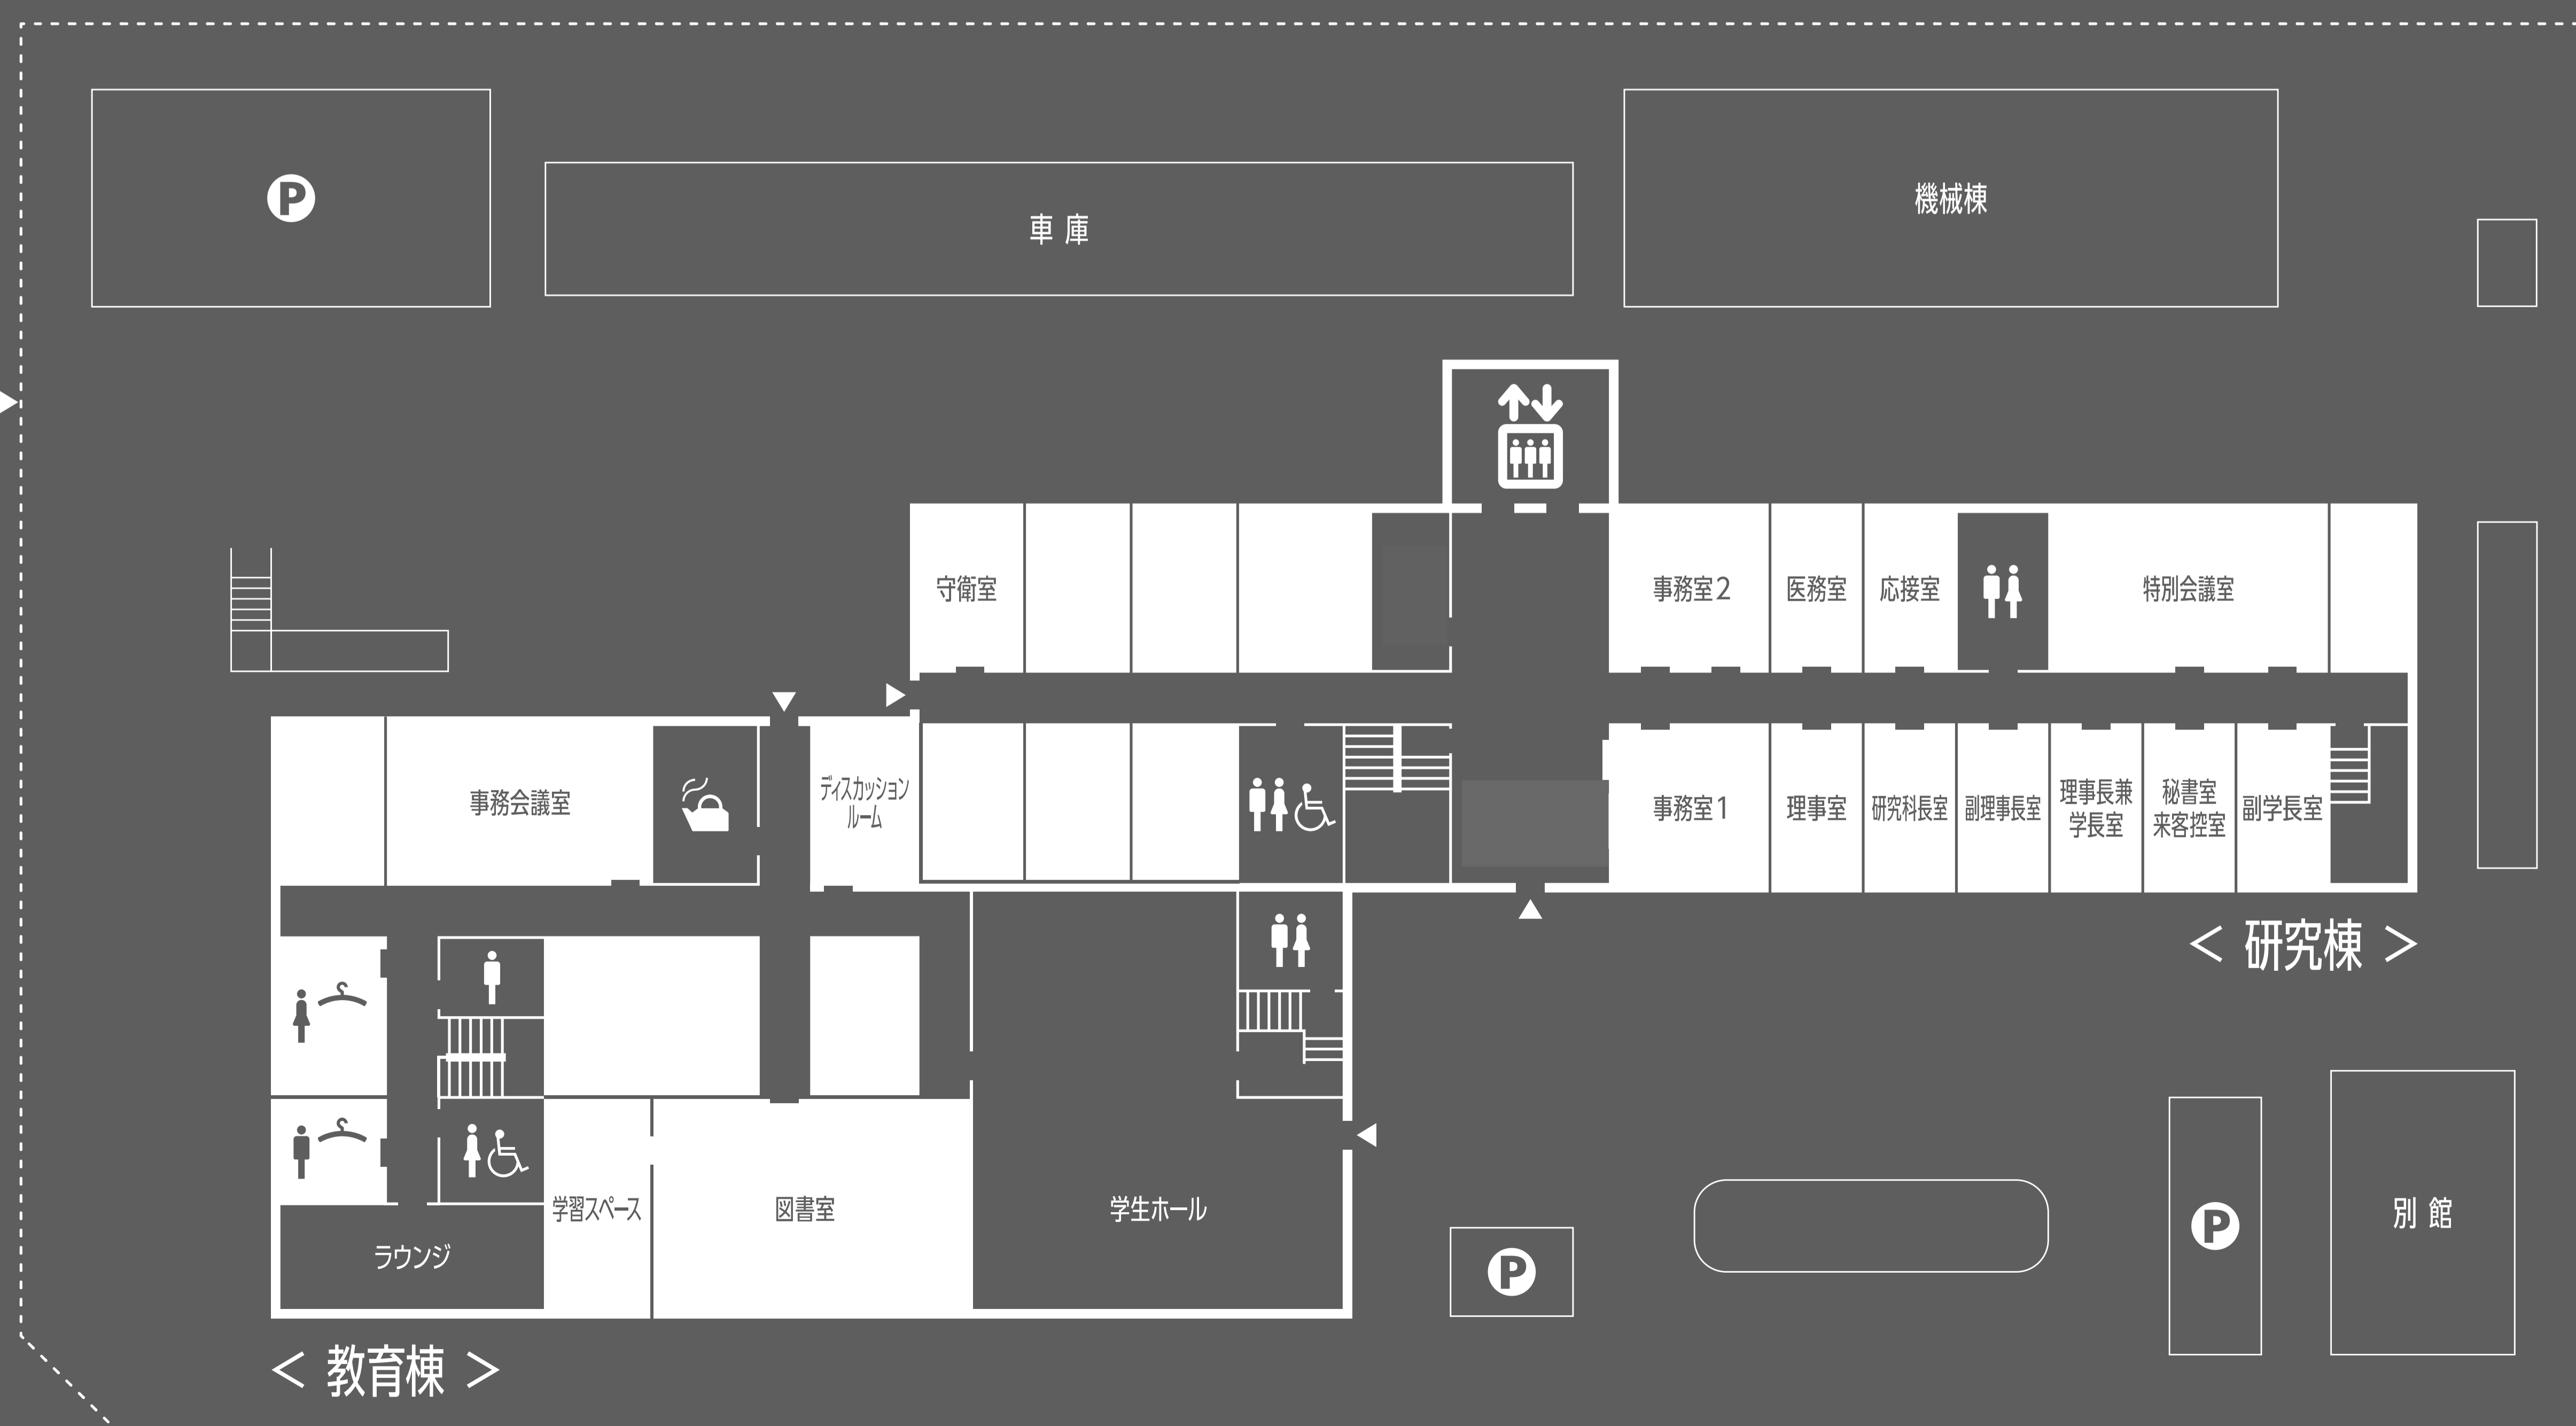 P
車 庫
機械棟
守衛室
事務室2
医務室
応接室
特別会議室
事務会議室
ディスカッション
ルーム
事務室1
理事室
研究科長室
副理事長室
理事長兼
学長室
秘書室
来客控室
副学長室
＜ 研究棟 ＞
学習スペース
図書室
学生ホール
ラウンジ
P
P
別 館
＜ 教育棟 ＞